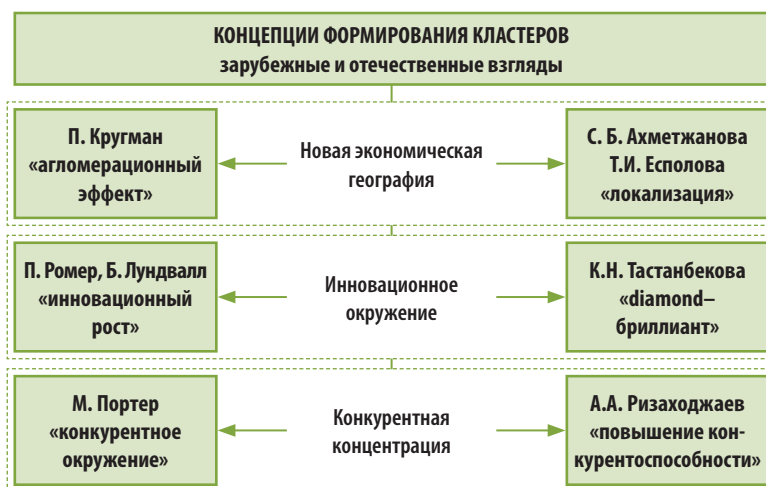 КОНЦЕПЦИИ ФОРМИРОВАНИЯ КЛАСТЕРОВ
зарубежные и отечественные взгляды
П. Кругман
«агломерационный
эффект»
Новая экономическая
география
С. Б. Ахметжанова
Т.И. Есполова
«локализация»
П. Ромер, Б. Лундвалл
«инновационный
рост»
Инновационное
окружение
К.Н. Тастанбекова
«diamond–
бриллиант»
М. Портер
«конкурентное
окружение»
Конкурентная
концентрация
А.А. Ризаходжаев
«повышение кон-
курентоспособности»